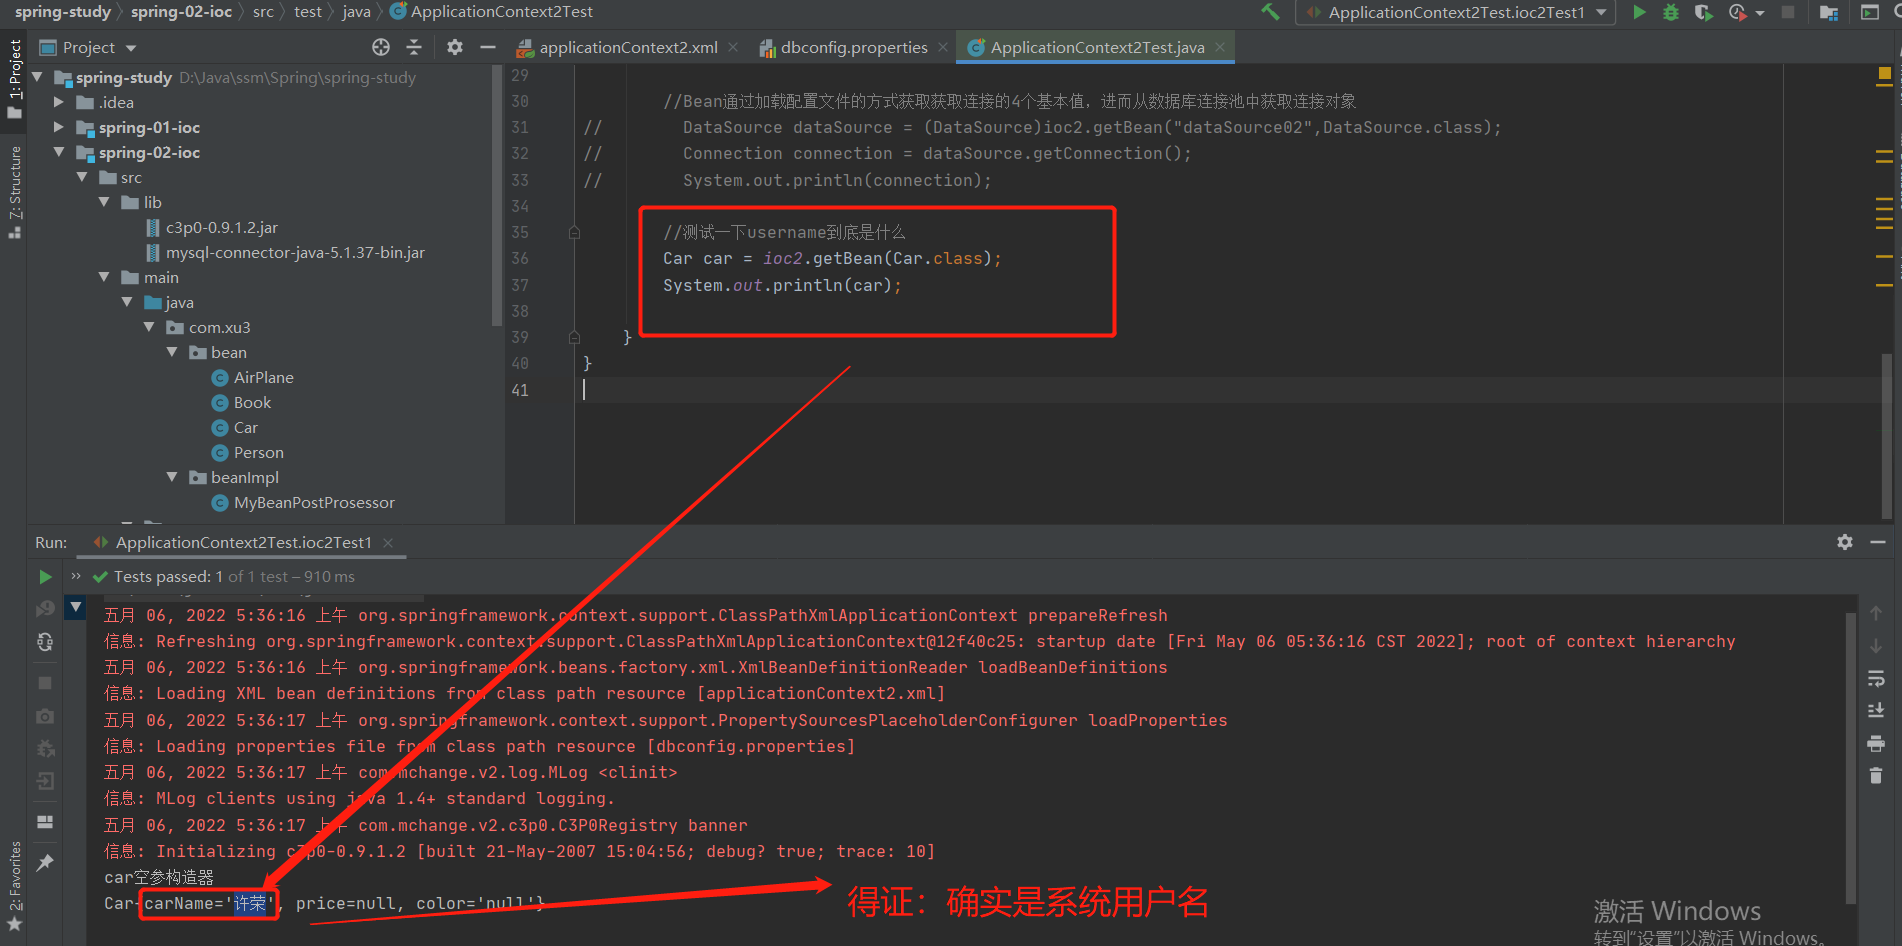 spring-study
spring-02-ioc
src
test
java
ApplicationContext2Test
ApplicationContext2Test.ioc2Test1
1: Project
7: Structure
2: Favorites
Project
spring-study D:\Java\ssm\Spring\spring-study
.idea
spring-01-ioc
spring-02-ioc
src
lib
c3p0-0.9.1.2.jar
mysql-connector-java-5.1.37-bin.jar
main
java
com.xu3
bean
AirPlane
Book
Car
Person
beanImpl
MyBeanPostProsessor
applicationContext2.xml
dbconfig.properties
ApplicationContext2Test.java
29
30 //Bean通过加载配置文件的方式获取获取连接的4个基本值，进而从数据库连接池中获取连接对象
31 // DataSource dataSource = (DataSource)ioc2.getBean("dataSource02",DataSource.class);
32 // Connection connection = dataSource.getConnection();
33 // System.out.println(connection);
34
35 //测试一下username到底是什么
36 Car car = ioc2.getBean(Car.class);
37 System.out.println(car);
38
39 }
40 }
41
Run: ApplicationContext2Test.ioc2Test1
Tests passed: 1 of 1 test – 910 ms
五月 06, 2022 5:36:16 上午 org.springframework.context.support.ClassPathXmlApplicationContext prepareRefresh
信息: Refreshing org.springframework.context.support.ClassPathXmlApplicationContext@12f40c25: startup date [Fri May 06 05:36:16 CST 2022]; root of context hierarchy
五月 06, 2022 5:36:16 上午 org.springframework.beans.factory.xml.XmlBeanDefinitionReader loadBeanDefinitions
信息: Loading XML bean definitions from class path resource [applicationContext2.xml]
五月 06, 2022 5:36:17 上午 org.springframework.context.support.PropertySourcesPlaceholderConfigurer loadProperties
信息: Loading properties file from class path resource [dbconfig.properties]
五月 06, 2022 5:36:17 上午 com.mchange.v2.log.MLog <clinit>
信息: MLog clients using java 1.4+ standard logging.
五月 06, 2022 5:36:17 上午 com.mchange.v2.c3p0.C3P0Registry banner
信息: Initializing c3p0-0.9.1.2 [built 21-May-2007 15:04:56; debug? true; trace: 10]
car空参构造器
Car{carName='许荣', price=null, color='null'}
得证：确实是系统用户名
激活 Windows
转到"设置"以激活 Windows。